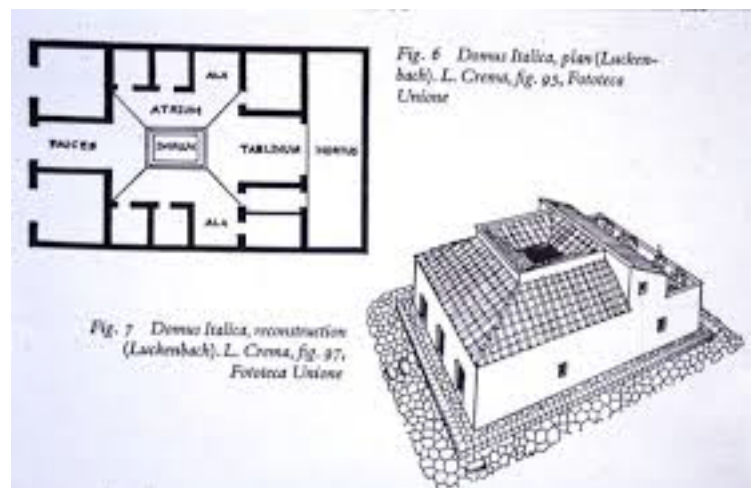 Fig. 6 Domus Italica, plan (Lucken-
bach). L. Crema, fig. 95, Fototeca
Unione
ALA
ATRIUM
FAUCES
TABLINUM
HORTUS
ALA
Fig. 7 Domus Italica, reconstruction
(Luckenbach). L. Crema, fig. 97,
Fototeca Unione